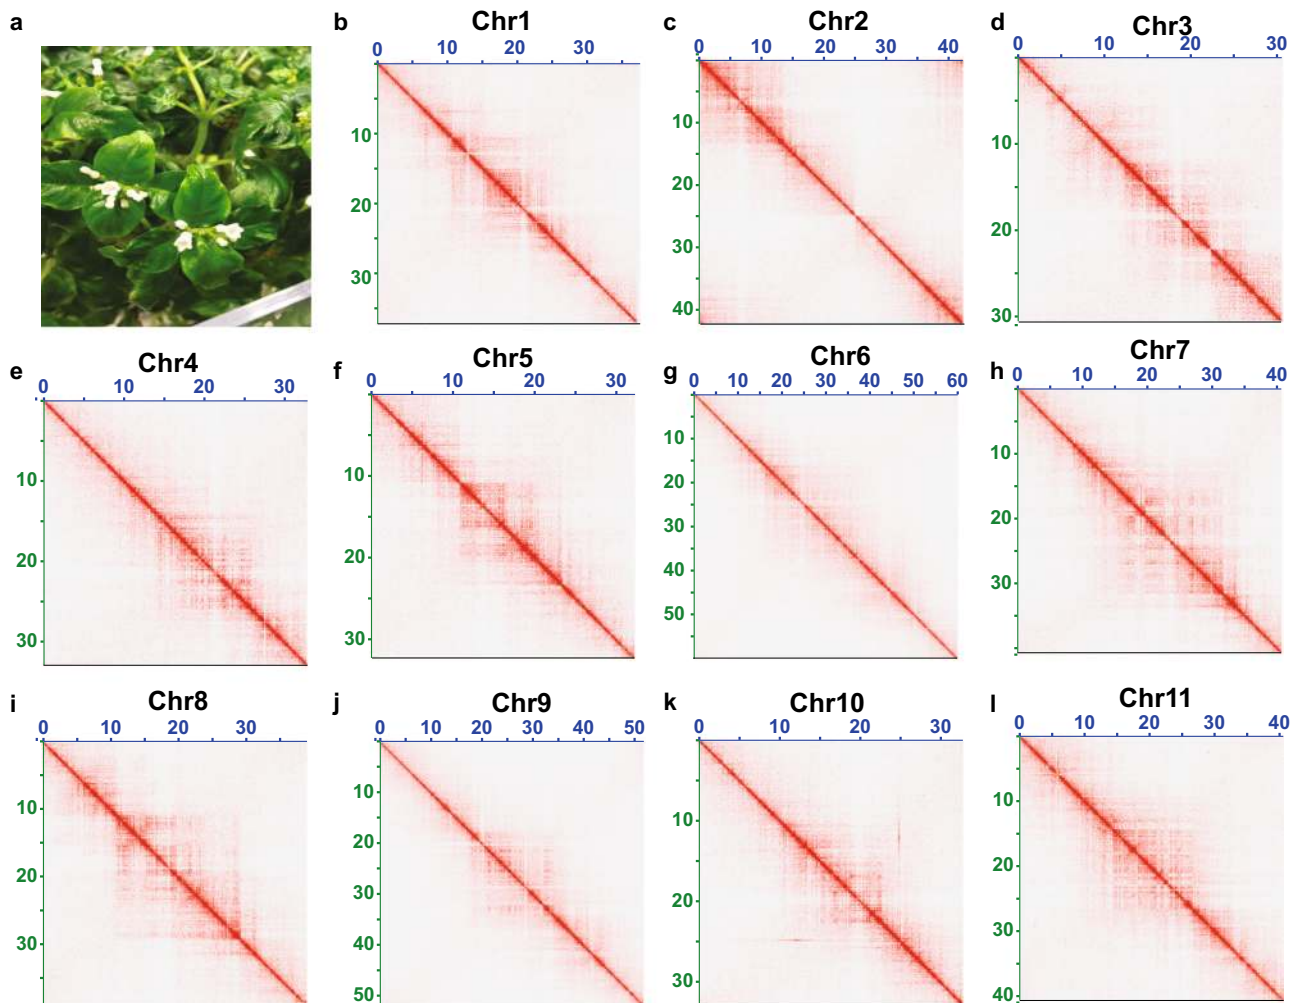 a
b Chr1
0 10 20 30
10
20
30
c Chr2
0 10 20 30 40
10
20
30
40
d Chr3
0 10 20 30
10
20
30
e Chr4
0 10 20 30
10
20
30
f Chr5
0 10 20 30
10
20
30
g Chr6
0 10 20 30 40 50 60
10
20
30
40
50
h Chr7
0 10 20 30 40
10
20
30
i Chr8
0 10 20 30
10
20
30
j Chr9
0 10 20 30 40 50
10
20
30
40
50
k Chr10
0 10 20 30
10
20
30
l Chr11
0 10 20 30 40
10
20
30
40